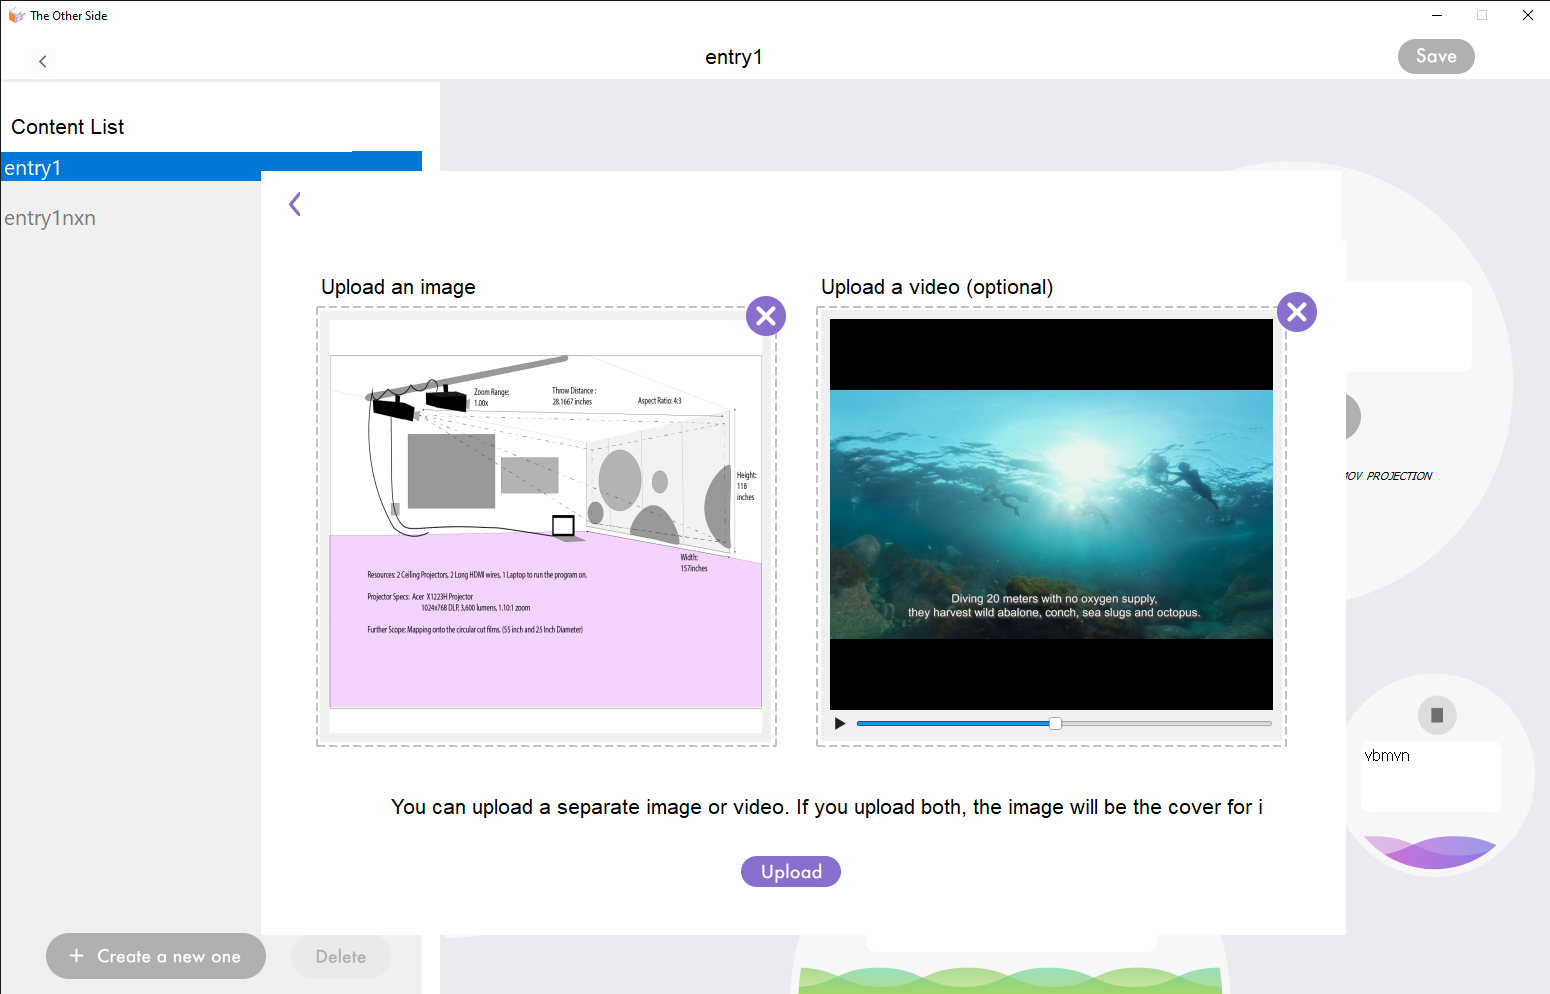 The Other Side
entry1
Save
Content List
entry1
entry1nxn
Upload an image
Upload a video (optional)
Zoom Range:
1.00x
Throw Distance :
28.1667 inches
Aspect Ratio: 4:3
Height:
118
inches
Width:
157inches
Resources: 2 Ceiling Projectors, 2 Long HDMI wires, 1 Laptop to run the program on.
Projector Specs: Acer X1223H Projector
1024x768 DLP, 3,600 lumens, 1.10:1 zoom
Further Scope: Mapping onto the circular cut films. (55 inch and 25 Inch Diameter)
Diving 20 meters with no oxygen supply,
they harvest wild abalone, conch, sea slugs and octopus.
MOV PROJECTION
vbmvn
You can upload a separate image or video. If you upload both, the image will be the cover for i
Upload
+ Create a new one
Delete